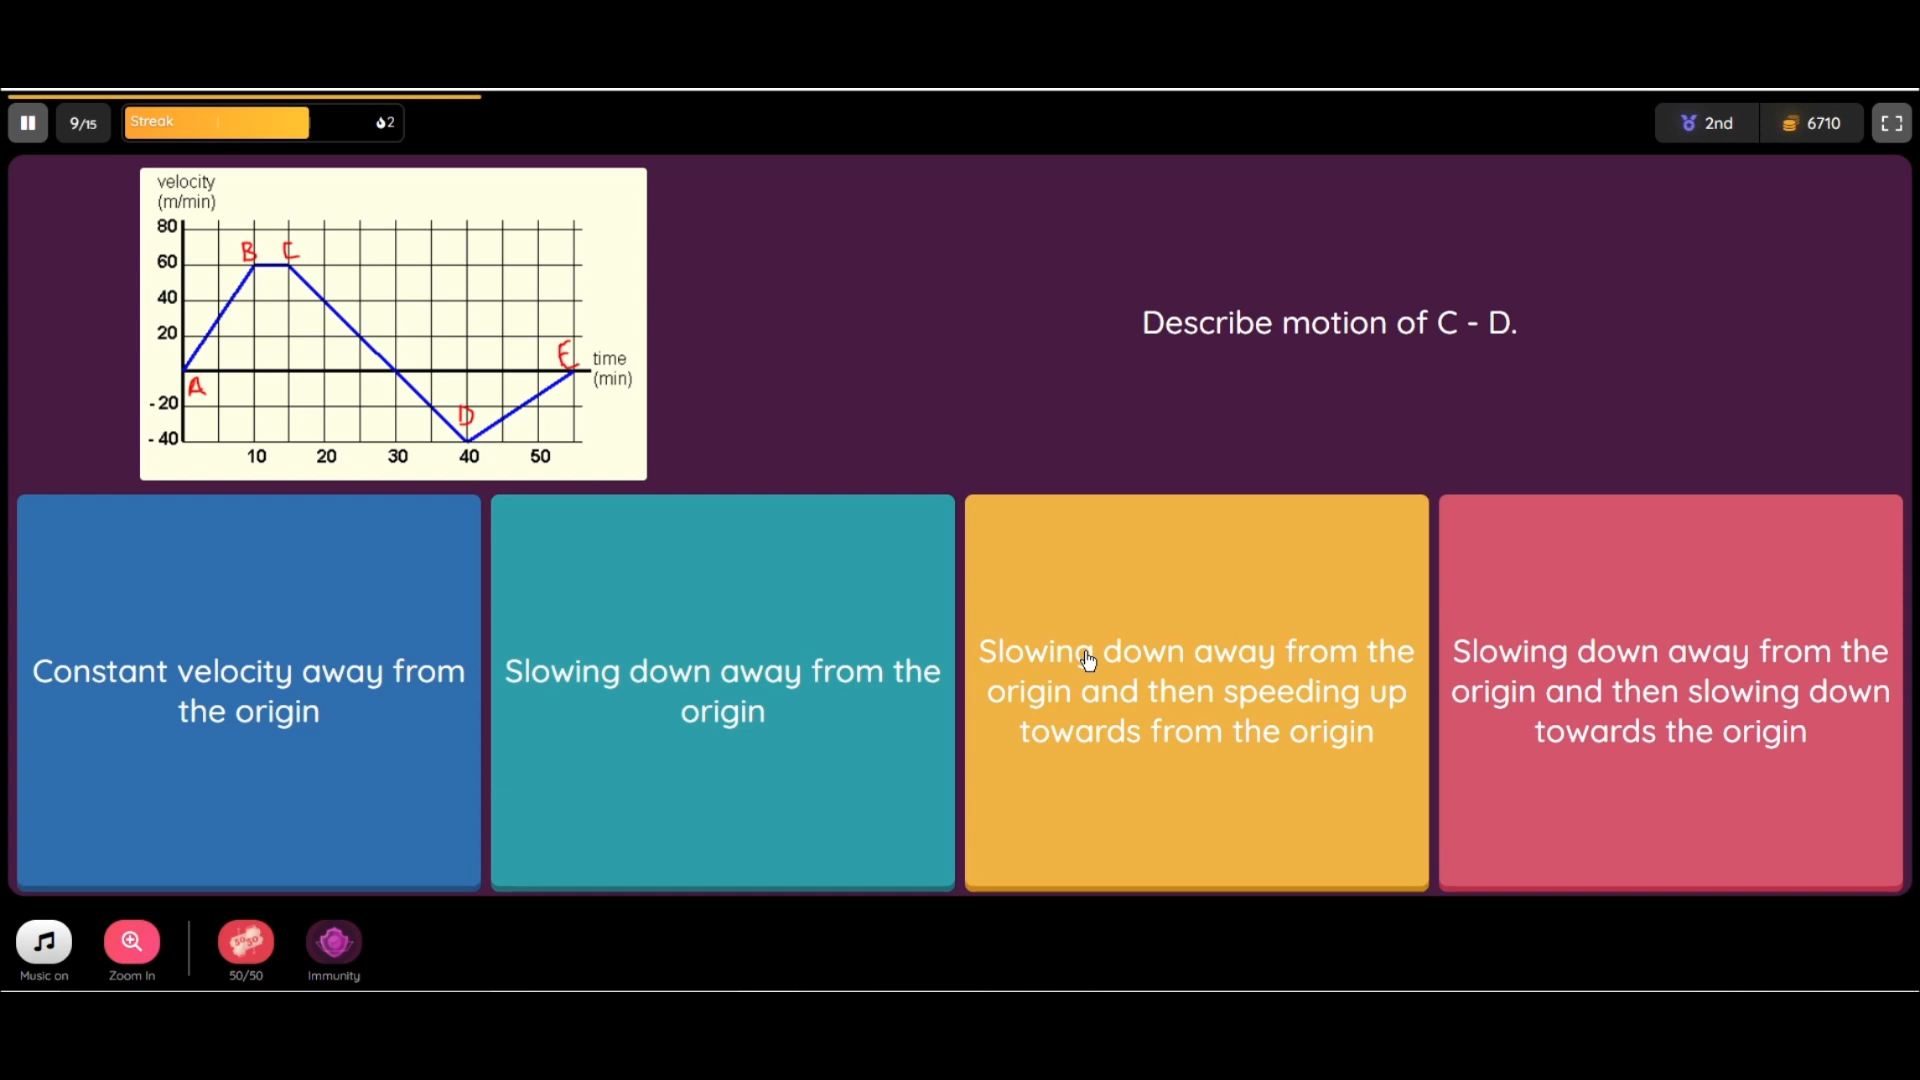 9/15
Streak
2
2nd
6710
velocity
(m/min)
80
60
40
20
-20
-40
B C
A
D
E
time
(min)
10 20 30 40 50
Describe motion of C - D.
Constant velocity away from
the origin
Slowing down away from the
origin
Slowing down away from the
origin and then speeding up
towards from the origin
Slowing down away from the
origin and then slowing down
towards the origin
50 50
Music on
Zoom In
50/50
Immunity